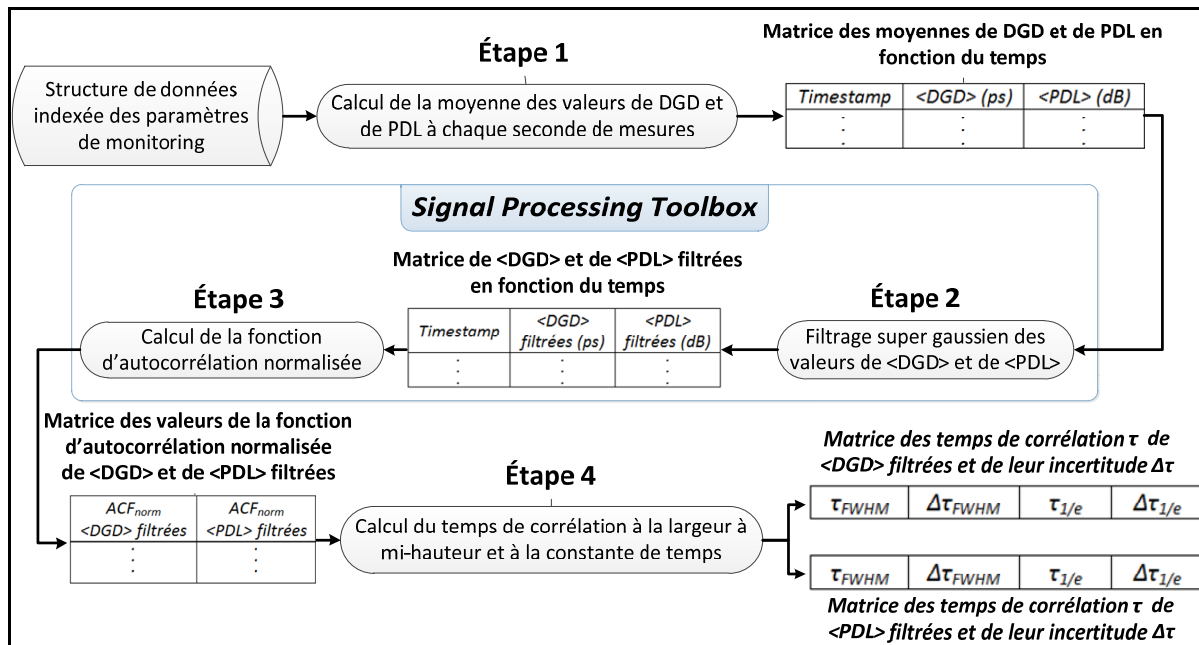 Structure de données
indexée des paramètres
de monitoring
Étape 1
Calcul de la moyenne des valeurs de DGD et
de PDL à chaque seconde de mesures
Matrice des moyennes de DGD et de PDL en
fonction du temps
Timestamp <DGD> (ps) <PDL> (dB)
Signal Processing Toolbox
Étape 2
Filtrage super gaussien des
valeurs de <DGD> et de <PDL>
Matrice de <DGD> et de <PDL> filtrées
en fonction du temps
Timestamp <DGD> filtrées (ps) <PDL> filtrées (dB)
Étape 3
Calcul de la fonction
d’autocorrélation normalisée
Matrice des valeurs de la fonction
d’autocorrélation normalisée
de <DGD> et de <PDL> filtrées
ACFnorm <DGD> filtrées ACFnorm <PDL> filtrées
Étape 4
Calcul du temps de corrélation à la largeur à
mi-hauteur et à la constante de temps
Matrice des temps de corrélation τ de
<DGD> filtrées et de leur incertitude Δτ
τFWHM ΔτFWHM τ1/e Δτ1/e
τFWHM ΔτFWHM τ1/e Δτ1/e
Matrice des temps de corrélation τ de
<PDL> filtrées et de leur incertitude Δτ